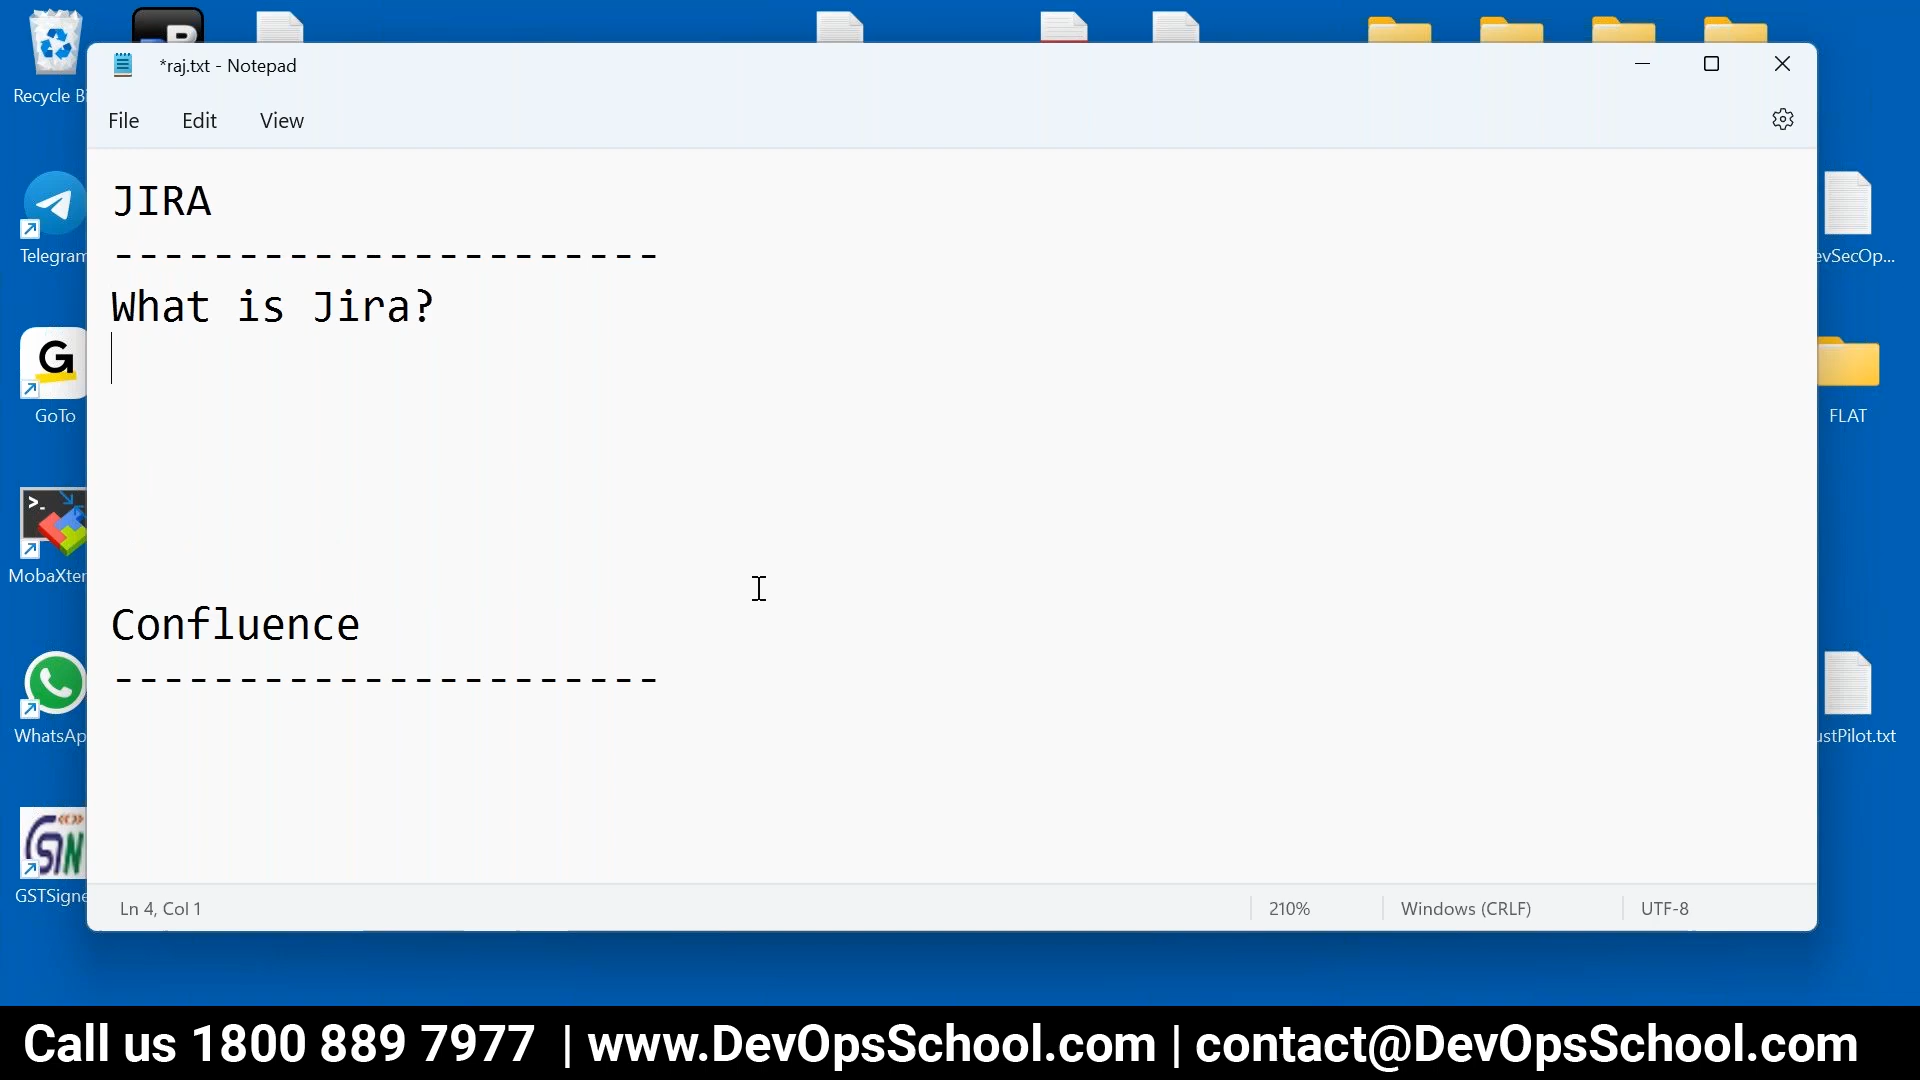 *raj.txt - Notepad
Recycle Bi
File Edit View
JIRA
----------------------
What is Jira?
Telegram
evSecOp...
G
GoTo
FLAT
>_
MobaXter
Confluence
----------------------
WhatsAp
ustPilot.txt
GSTSigne
Ln 4, Col 1 210% Windows (CRLF) UTF-8
Call us 1800 889 7977 | www.DevOpsSchool.com | contact@DevOpsSchool.com